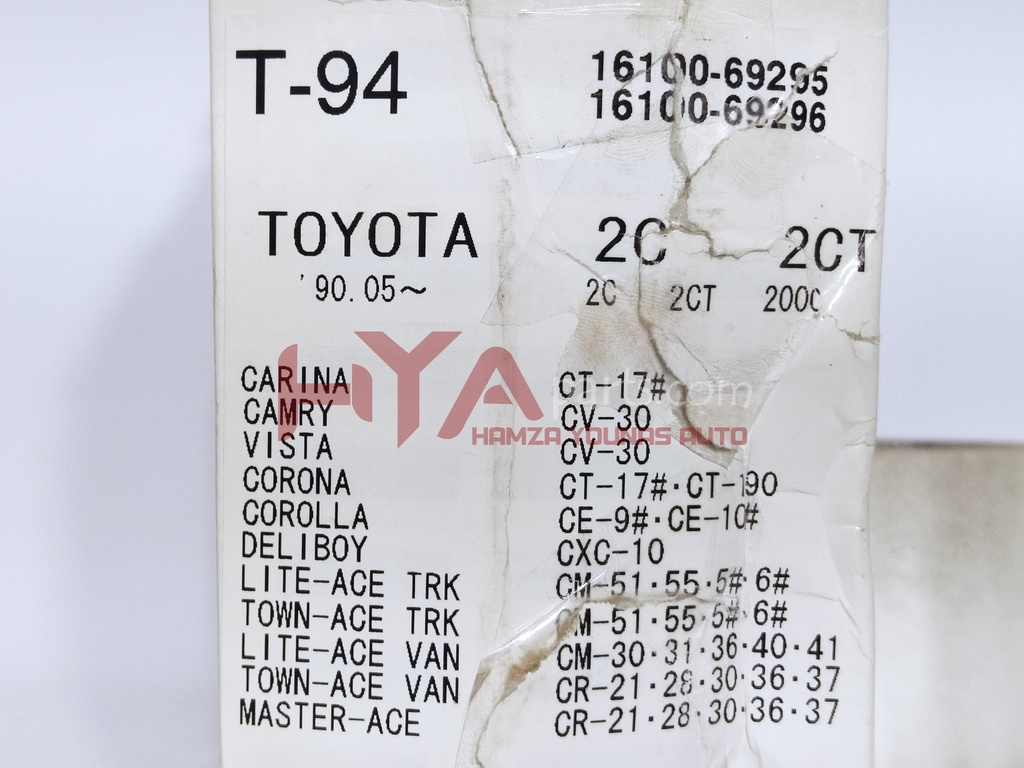 T-94 16100-69295
16100-69296
TOYOTA 2C 2CT
'90.05~ 2C 2CT 2000
CARINA CT-17#
CAMRY CV-30
VISTA CV-30
CORONA CT-17#·CT-190
COROLLA CE-9#·CE-10#
DELIBOY CXC-10
LITE-ACE TRK CM-51·55·5#·6#
TOWN-ACE TRK CM-51·55·5#·6#
LITE-ACE VAN CM-30·31·36·40·41
TOWN-ACE VAN CR-21·28·30·36·37
MASTER-ACE CR-21·28·30·36·37
HYA parts.com
HAMZA YOUNAS AUTO